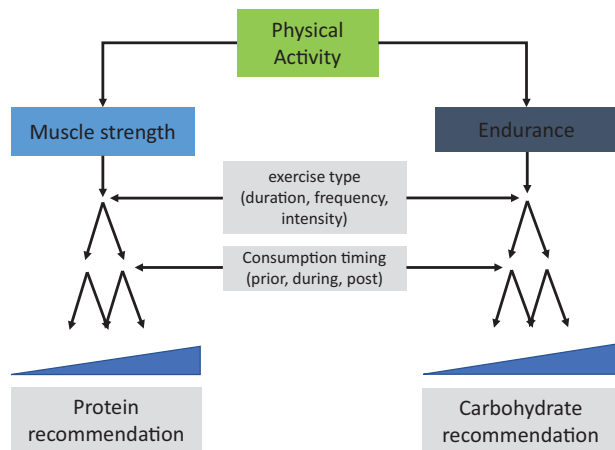 Physical
Activity
Muscle strength
Endurance
exercise type
(duration, frequency,
intensity)
Consumption timing
(prior, during, post)
Protein
recommendation
Carbohydrate
recommendation